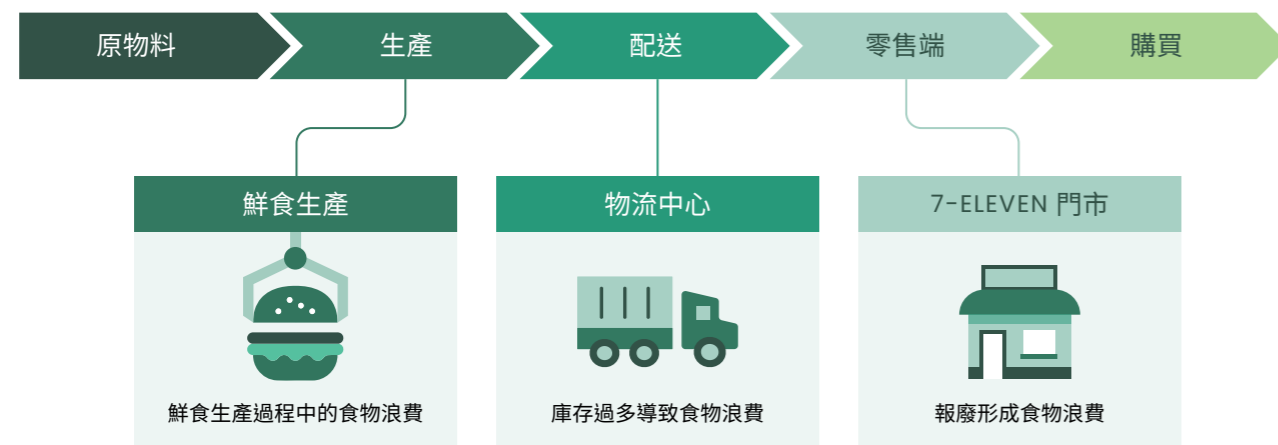 原物料
生產
配送
零售端
購買
鮮食生產
物流中心
7-ELEVEN 門市
鮮食生產過程中的食物浪費
庫存過多導致食物浪費
報廢形成食物浪費